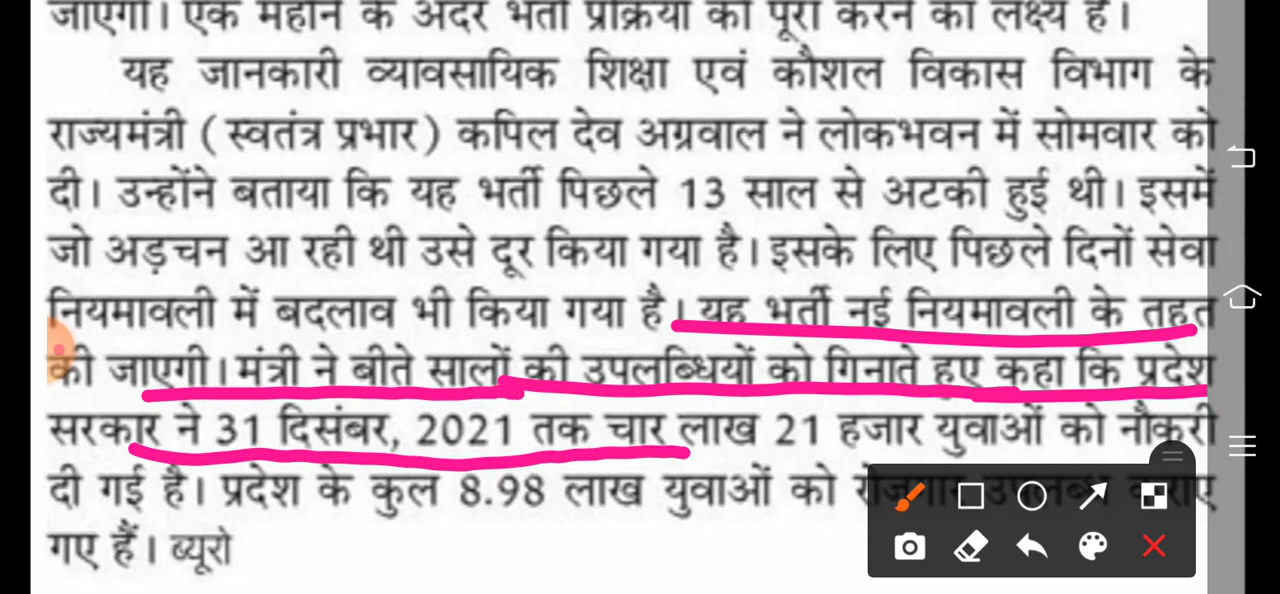 जाएगी। एक महीने के अंदर भर्ती प्रक्रिया को पूरा करने का लक्ष्य है।
यह जानकारी व्यावसायिक शिक्षा एवं कौशल विकास विभाग के
राज्यमंत्री (स्वतंत्र प्रभार) कपिल देव अग्रवाल ने लोकभवन में सोमवार को
दी। उन्होंने बताया कि यह भर्ती पिछले 13 साल से अटकी हुई थी। इसमें
जो अड़चन आ रही थी उसे दूर किया गया है। इसके लिए पिछले दिनों सेवा
नियमावली में बदलाव भी किया गया है। यह भर्ती नई नियमावली के तहत
की जाएगी। मंत्री ने बीते सालों की उपलब्धियों को गिनाते हुए कहा कि प्रदेश
सरकार ने 31 दिसंबर, 2021 तक चार लाख 21 हजार युवाओं को नौकरी
दी गई है। प्रदेश के कुल 8.98 लाख युवाओं को रोजगार उपलब्ध कराए
गए हैं। ब्यूरो